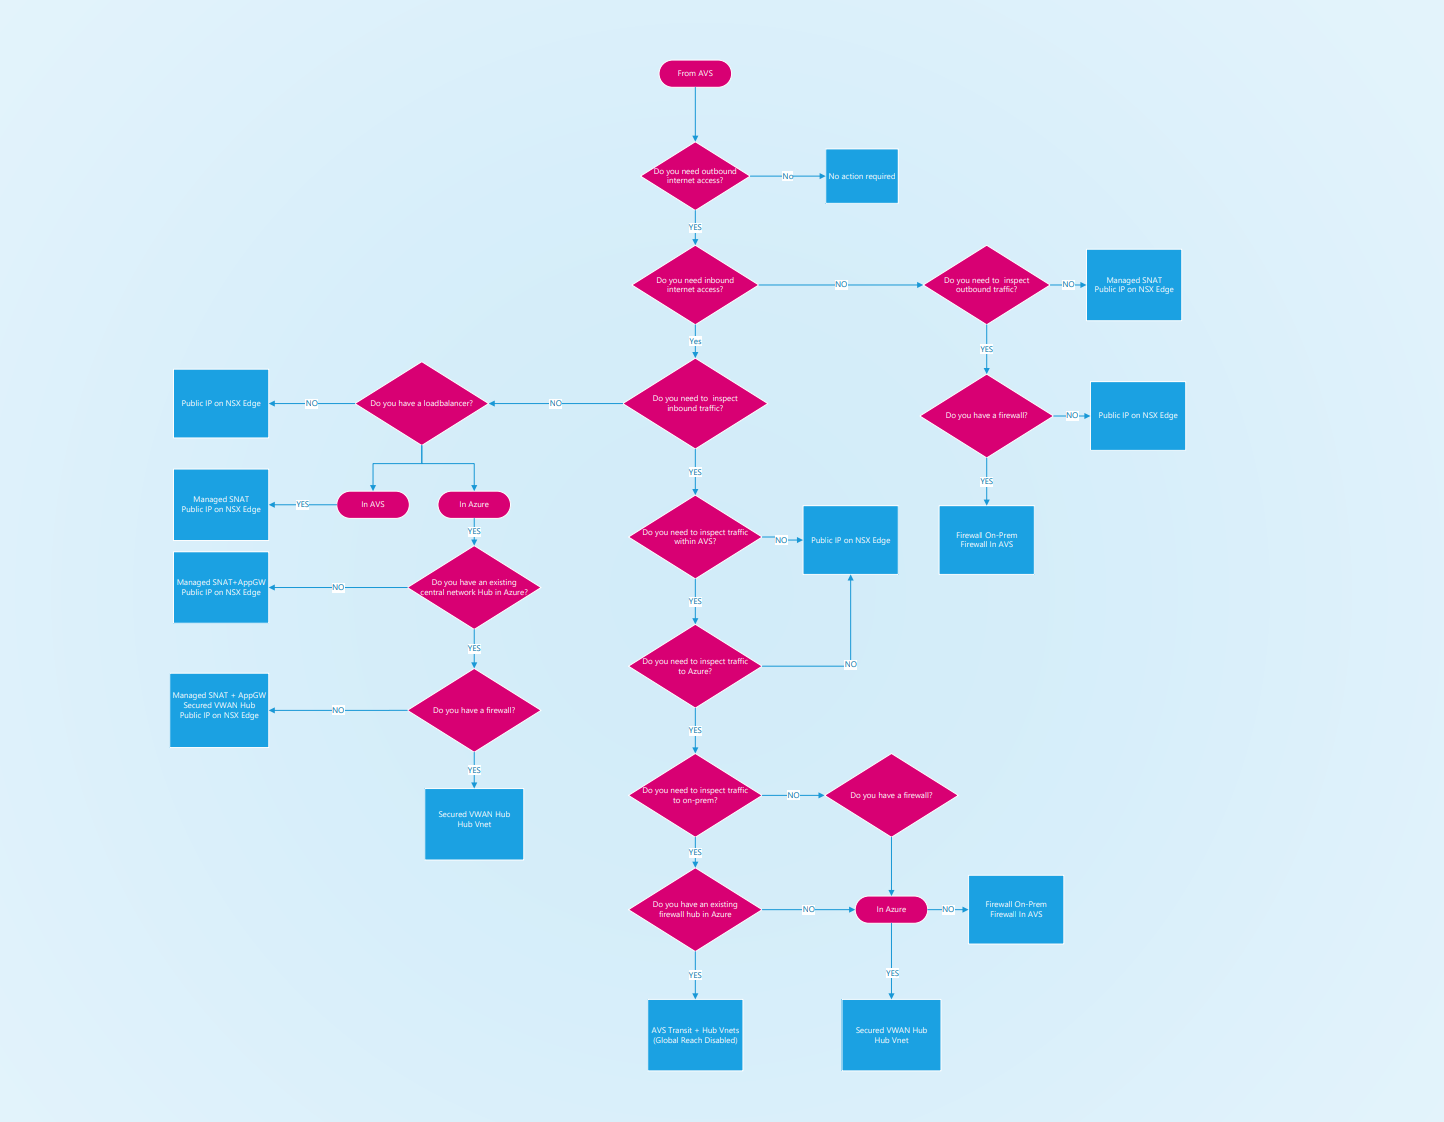 From AVS
Do you need outbound
internet access?
No
No action required
YES
Do you need inbound
internet access?
NO
Do you need to  inspect
outbound traffic?
NO
Managed SNAT
Public IP on NSX Edge
Yes
YES
Public IP on NSX Edge
NO
Do you have a loadbalancer?
NO
Do you need to  inspect
inbound traffic?
Do you have a firewall?
NO
Public IP on NSX Edge
YES
YES
Managed SNAT
Public IP on NSX Edge
YES
In AVS
In Azure
YES
Do you need to inspect traffic
within AVS?
NO
Public IP on NSX Edge
Firewall On-Prem
Firewall In AVS
Managed SNAT+AppGW
Public IP on NSX Edge
NO
Do you have an existing
central network Hub in Azure?
YES
YES
Do you need to inspect traffic
to Azure?
NO
Managed SNAT + AppGW
Secured VWAN Hub
Public IP on NSX Edge
NO
Do you have a firewall?
YES
YES
Do you need to inspect traffic
to on-prem?
NO
Do you have a firewall?
Secured VWAN Hub
Hub Vnet
YES
Do you have an existing
firewall hub in Azure
NO
In Azure
NO
Firewall On-Prem
Firewall In AVS
YES
YES
AVS Transit + Hub Vnets
(Global Reach Disabled)
Secured VWAN Hub
Hub Vnet